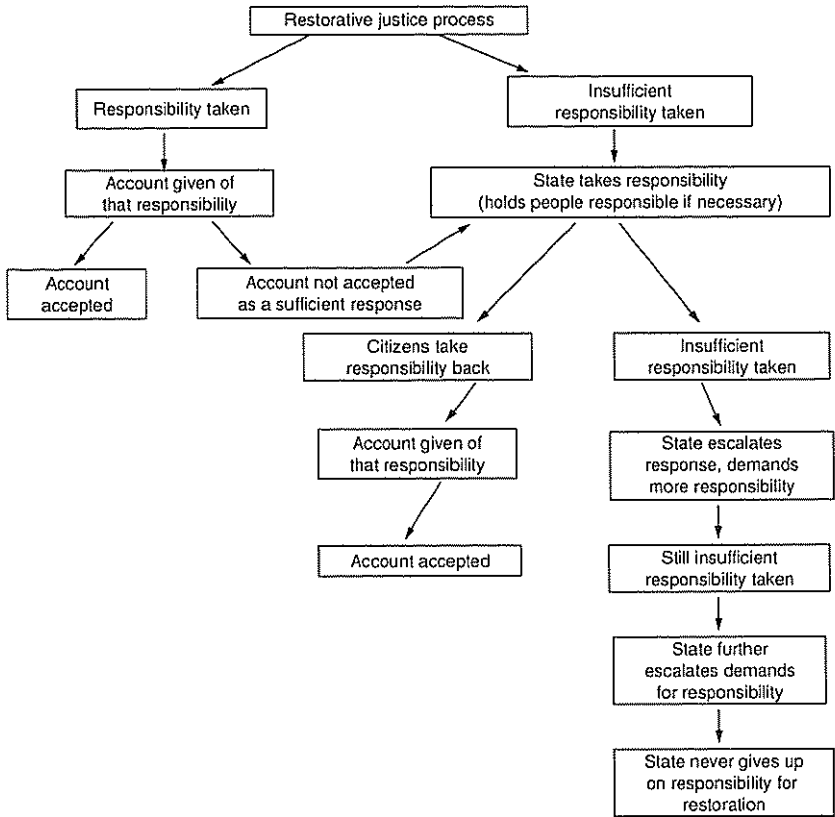 Restorative justice process
Responsibility taken
Insufficient
responsibility taken
Account given of
that responsibility
State takes responsibility
(holds people responsible if necessary)
Account
accepted
Account not accepted
as a sufficient response
Citizens take
responsibility back
Insufficient
responsibility taken
Account given of
that responsibility
State escalates
response, demands
more responsibility
Account accepted
Still insufficient
responsibility taken
State further
escalates demands
for responsibility
State never gives up
on responsibility for
restoration